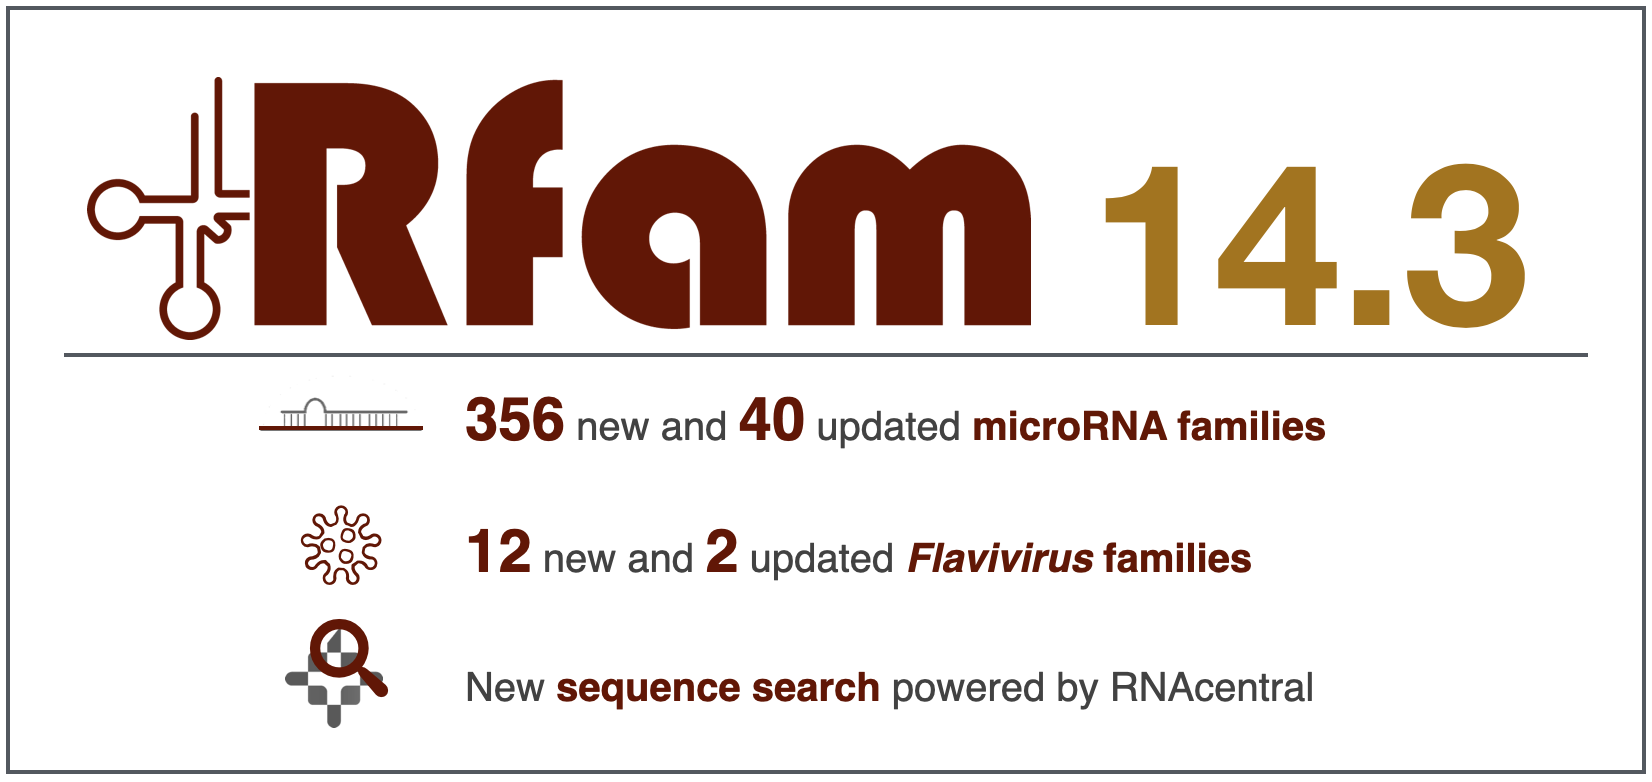 Rfam 14.3
356 new and 40 updated microRNA families
12 new and 2 updated Flavivirus families
New sequence search powered by RNAcentral